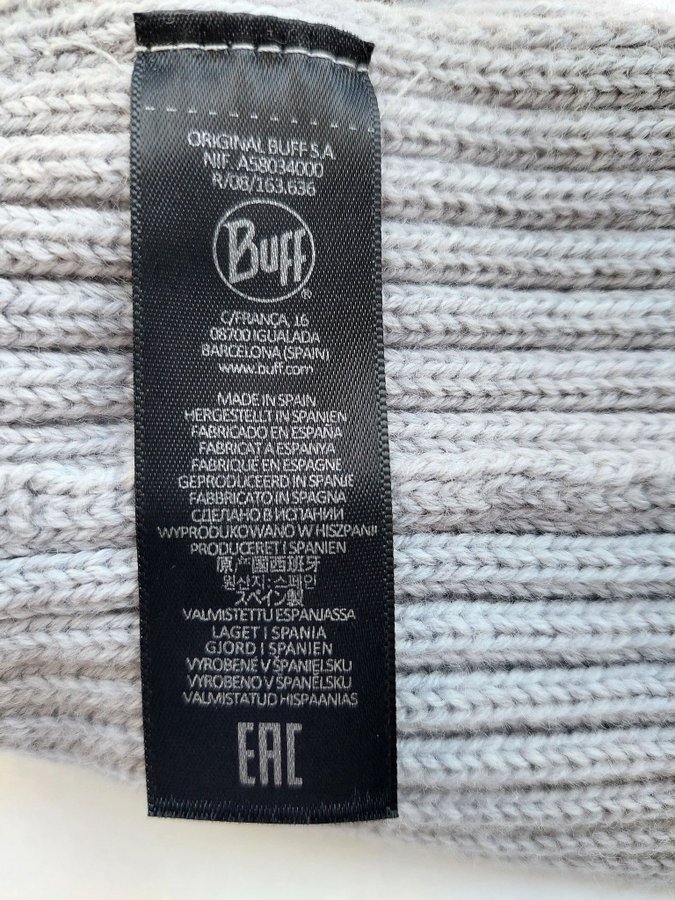 ORIGINAL BUFF S.A
NIF. A58034000
R/08/163.636
Buff®
C/FRANÇA, 16
08700 IGUALADA
BARCELONA (SPAIN)
www.buff.com
MADE IN SPAIN
HERGESTELLT IN SPANIEN
FABRICADO EN ESPAÑA
FABRICAT A ESPANYA
FABRIQUÉ EN ESPAGNE
GEPRODUCEERD IN SPANJE
FABBRICATO IN SPAGNA
СДЕЛАНО В ИСПАНИИ
WYPRODUKOWANO W HISZPANII
PRODUCERET I SPANIEN
原产国西班牙
원산지: 스페인
スペイン製
VALMISTETTU ESPANJASSA
LAGET I SPANIA
GJORD I SPANIEN
VYROBENÉ V ŠPANIELSKU
VYROBENO V ŠPANĚLSKU
VALMISTATUD HISPAANIAS
EAC